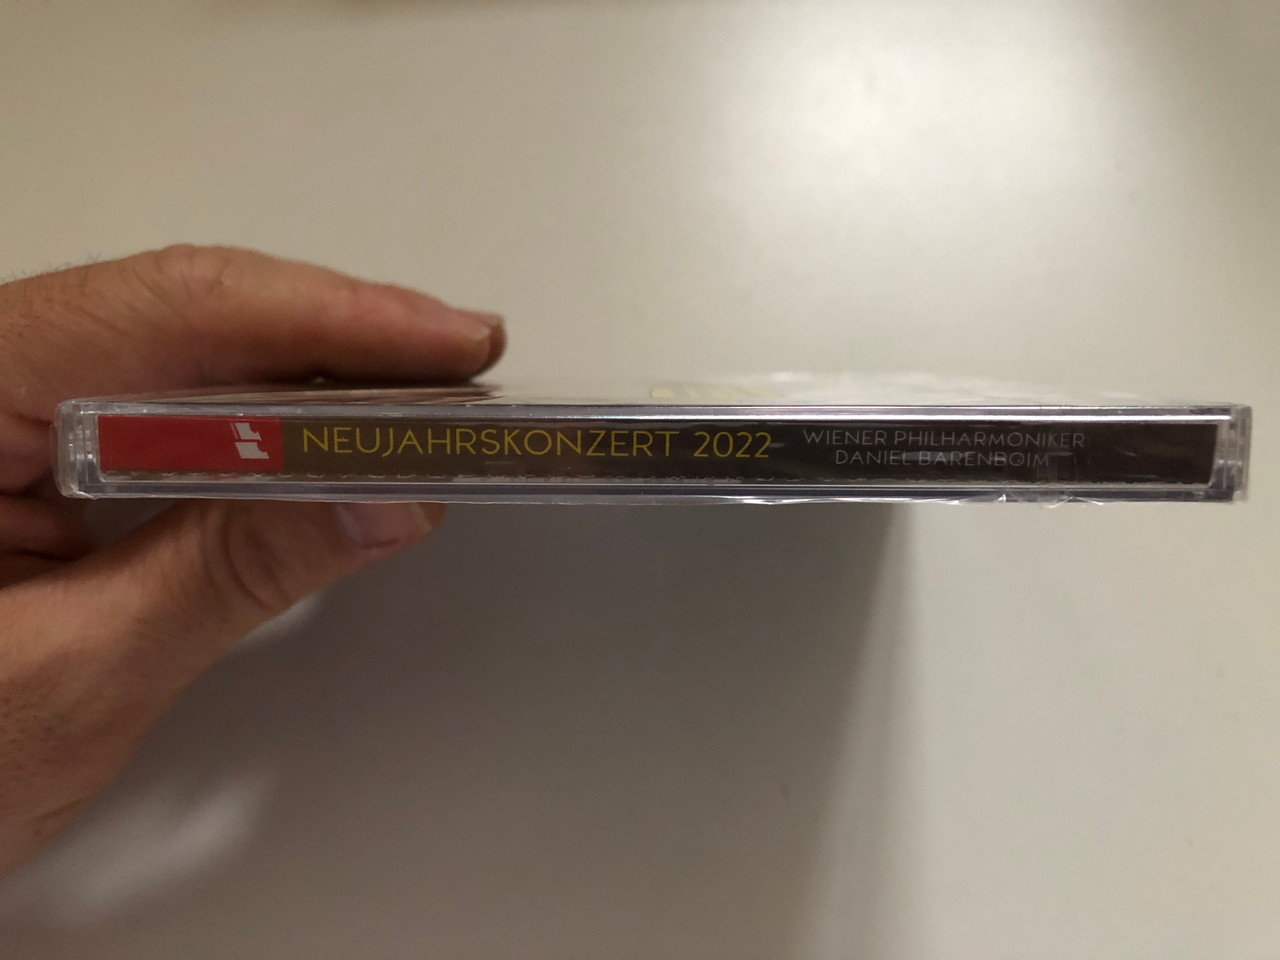 NEUJAHRSKONZERT 2022
WIENER PHILHARMONIKER
DANIEL BARENBOIM